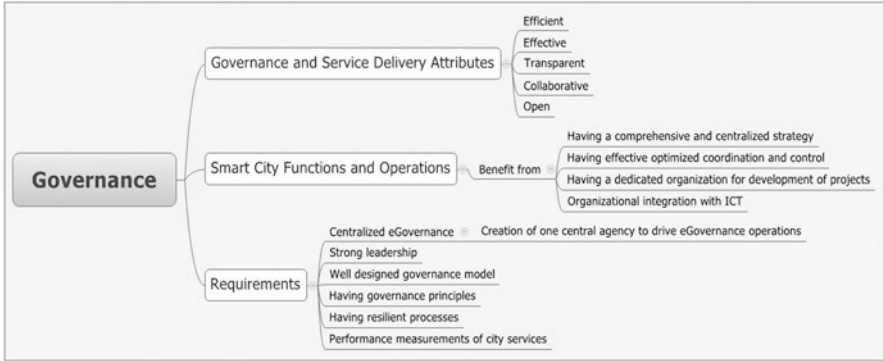 Governance
Governance and Service Delivery Attributes
Efficient
Effective
Transparent
Collaborative
Open
Smart City Functions and Operations
Benefit from
Having a comprehensive and centralized strategy
Having effective optimized coordination and control
Having a dedicated organization for development of projects
Organizational integration with ICT
Requirements
Centralized eGovernance
Creation of one central agency to drive eGovernance operations
Strong leadership
Well designed governance model
Having governance principles
Having resilient processes
Performance measurements of city services